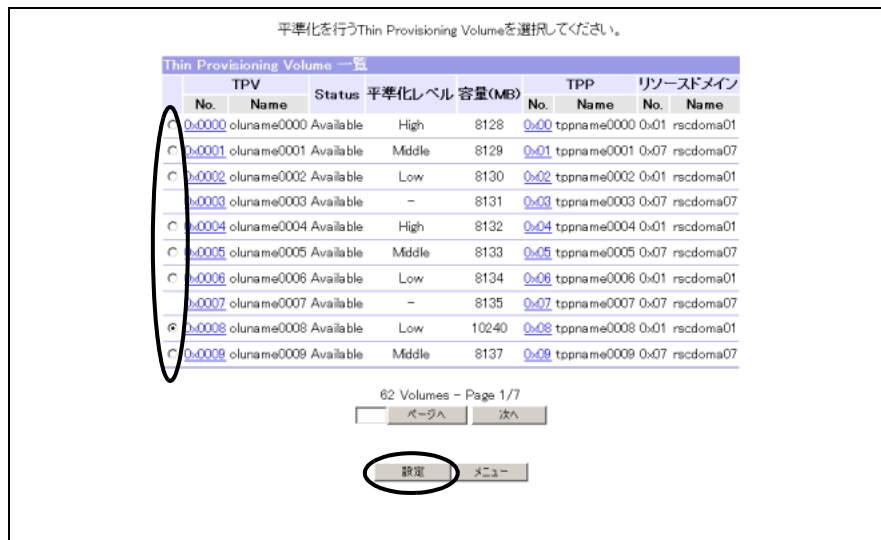 平準化を行うThin Provisioning Volumeを選択してください。
Thin Provisioning Volume 一覧
TPV Status 平準化レベル 容量(MB) TPP リソースドメイン
No. Name No. Name No. Name
0x0000 oluname0000 Available High 8128 0x00 tppname0000 0x01 rscdoma01
0x0001 oluname0001 Available Middle 8129 0x01 tppname0001 0x07 rscdoma07
0x0002 oluname0002 Available Low 8130 0x02 tppname0002 0x01 rscdoma01
0x0003 oluname0003 Available - 8131 0x03 tppname0003 0x07 rscdoma07
0x0004 oluname0004 Available High 8132 0x04 tppname0004 0x01 rscdoma01
0x0005 oluname0005 Available Middle 8133 0x05 tppname0005 0x07 rscdoma07
0x0006 oluname0006 Available Low 8134 0x06 tppname0006 0x01 rscdoma01
0x0007 oluname0007 Available - 8135 0x07 tppname0007 0x07 rscdoma07
0x0008 oluname0008 Available Low 10240 0x08 tppname0008 0x01 rscdoma01
0x0009 oluname0009 Available Middle 8137 0x09 tppname0009 0x07 rscdoma07
62 Volumes - Page 1/7
ページへ 次へ
設定 メニュー